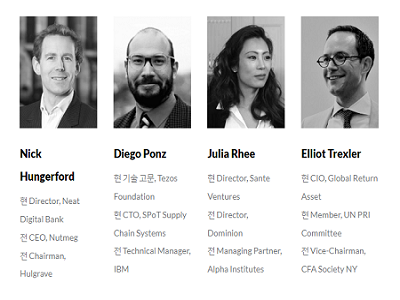 Nick
Hungerford
현 Director, Neat
Digital Bank
전 CEO, Nutmeg
전 Chairman,
Hulgrave
Diego Ponz
현 기술 고문, Tezos
Foundation
현 CTO, SPoT Supply
Chain Systems
전 Technical Manager,
IBM
Julia Rhee
현 Director, Sante
Ventures
전 Director,
Dominion
전 Managing Partner,
Alpha Institutes
Elliot Trexler
현 CIO, Global Return
Asset
현 Member, UN PRI
Committee
전 Vice-Chairman,
CFA Society NY